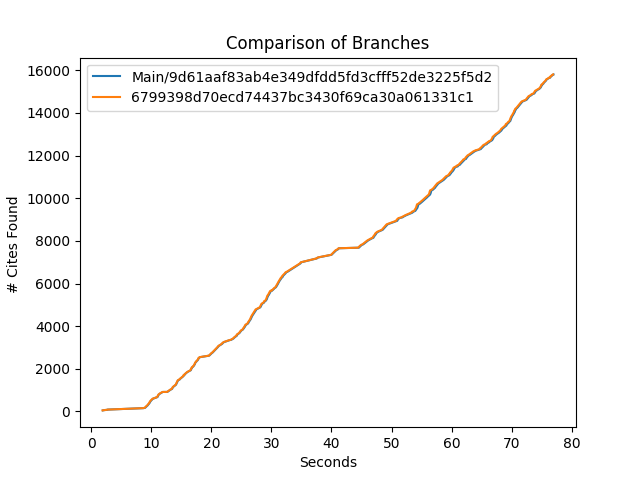 Comparison of Branches
Main/9d61aaf83ab4e349dfdd5fd3cfff52de3225f5d2
6799398d70ecd74437bc3430f69ca30a061331c1
16000
14000
12000
10000
8000
6000
4000
2000
0
# Cites Found
0 10 20 30 40 50 60 70 80
Seconds